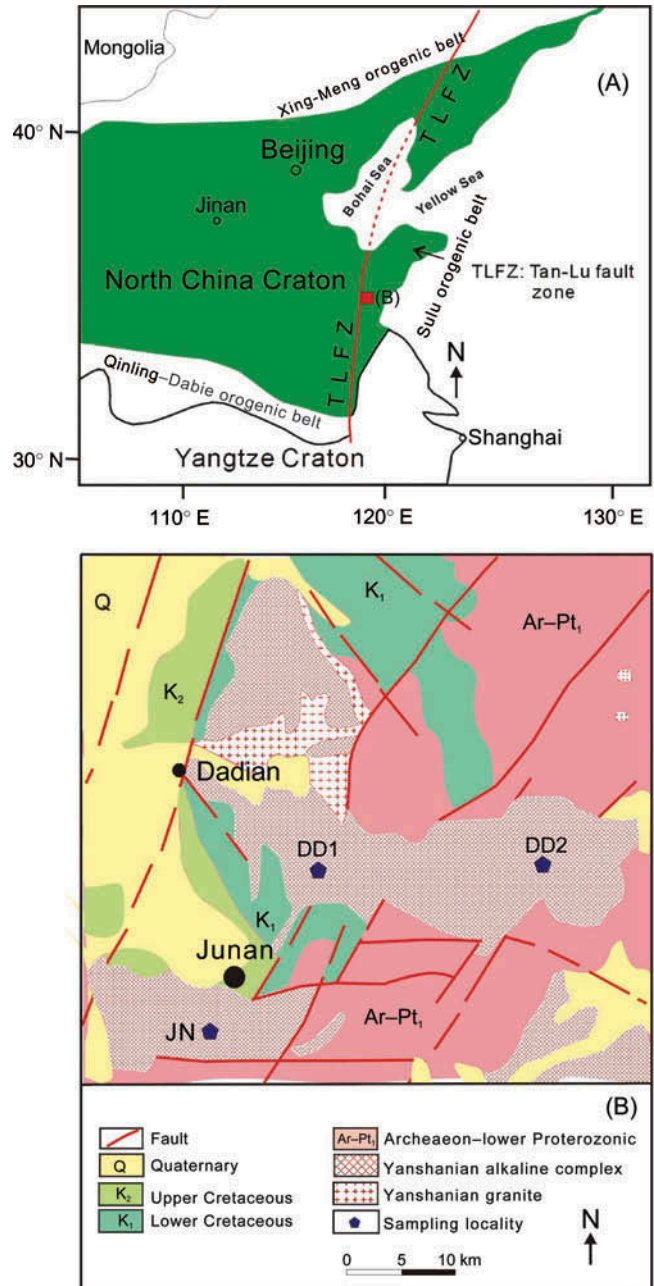 Mongolia
Xing-Meng orogenic belt
(A)
TLFZ
40° N
Beijing
Bohai Sea
Yellow Sea
Jinan
Sulu orogenic belt
North China Craton
TLFZ: Tan-Lu fault
zone
(B)
TLFZ
N
Qinling–Dabie orogenic belt
Shanghai
30° N
Yangtze Craton
110° E
120° E
130° E
Q
K1
Ar–Pt1
K2
Dadian
DD1
DD2
K1
Junan
JN
Ar–Pt1
(B)
Fault
Q Quaternary
K2 Upper Cretaceous
K1 Lower Cretaceous
Ar–Pt1 Archeaeon–lower Proterozonic
Yanshanian alkaline complex
Yanshanian granite
Sampling locality
N
0 5 10 km